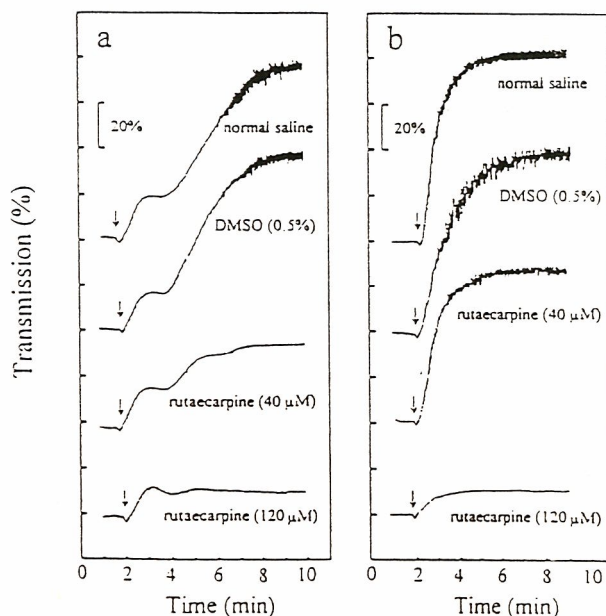 a
20%
normal saline
DMSO (0.5%)
rutaecarpine (40 µM)
rutaecarpine (120 µM)
0 2 4 6 8 10
Time (min)
Transmission (%)
b
normal saline
20%
DMSO (0.5%)
rutaecarpine (40 µM)
rutaecarpine (120 µM)
0 2 4 6 8 10
Time (min)